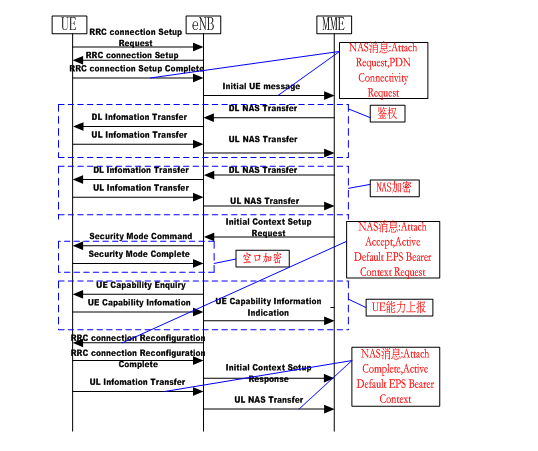 UE
eNB
MME
RRC connection Setup
Request
RRC connection Setup
RRC connection Setup Complete
NAS消息:Attach
Request,PDN
Connectivity
Request
Initial UE message
DL NAS Transfer
DL Infomation Transfer
鉴权
UL Infomation Transfer
UL NAS Transfer
DL NAS Transfer
DL Infomation Transfer
NAS加密
UL Infomation Transfer
UL NAS Transfer
Initial Context Setup
Request
NAS消息:Attach
Accept,Active
Default EPS Bearer
Context Request
Security Mode Command
Security Mode Complete
空口加密
UE Capability Enquiry
UE Capability Infomation
UE Capability Information
Indication
UE能力上报
RRC connection Reconfiguration
RRC connection Reconfiguration
Complete
Initial Context Setup
Response
NAS消息:Attach
Complete,Active
Default EPS Bearer
Context
UL Infomation Transfer
UL NAS Transfer